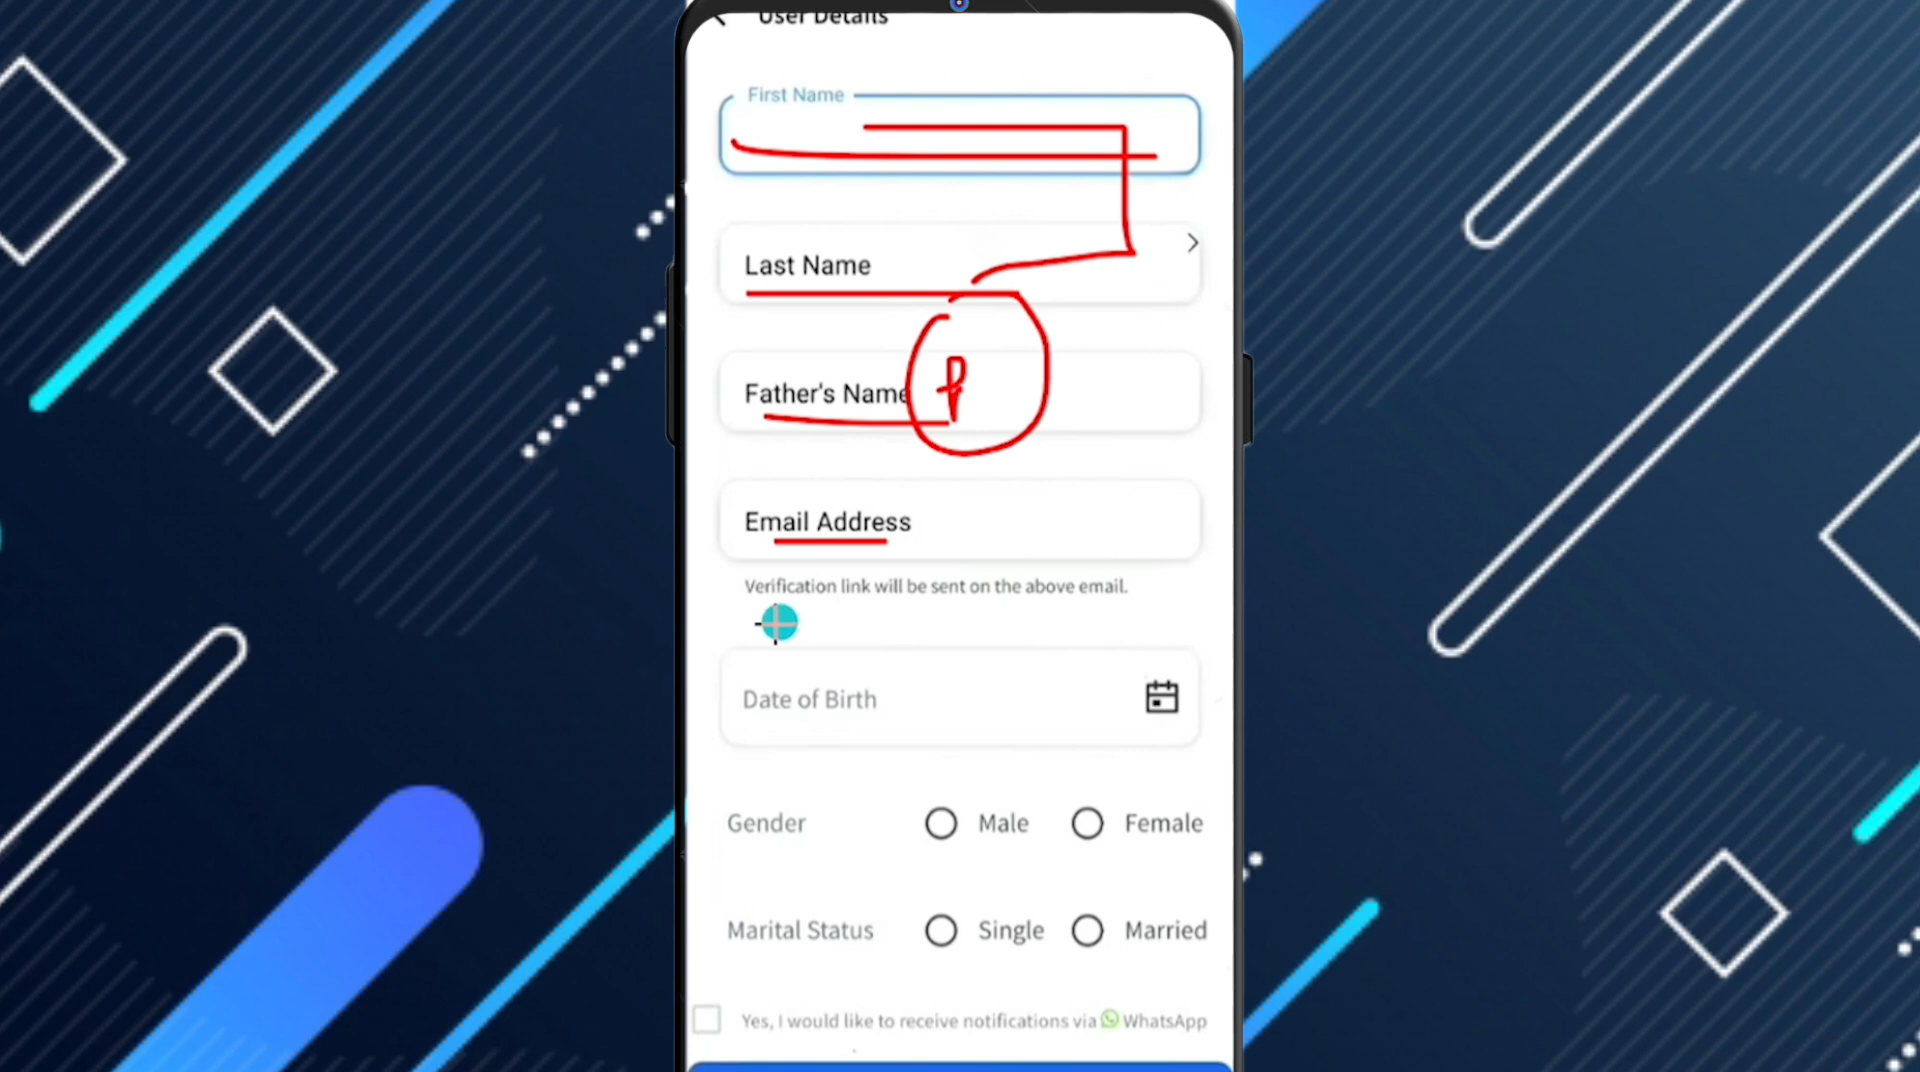 User Details
First Name
Last Name
Father's Name
Email Address
Verification link will be sent on the above email.
Date of Birth
Gender Male Female
Marital Status Single Married
Yes, I would like to receive notifications via WhatsApp